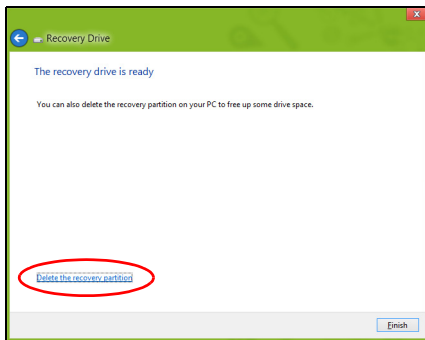 x
Recovery Drive
The recovery drive is ready
You can also delete the recovery partition on your PC to free up some drive space.
Delete the recovery partition
Finish